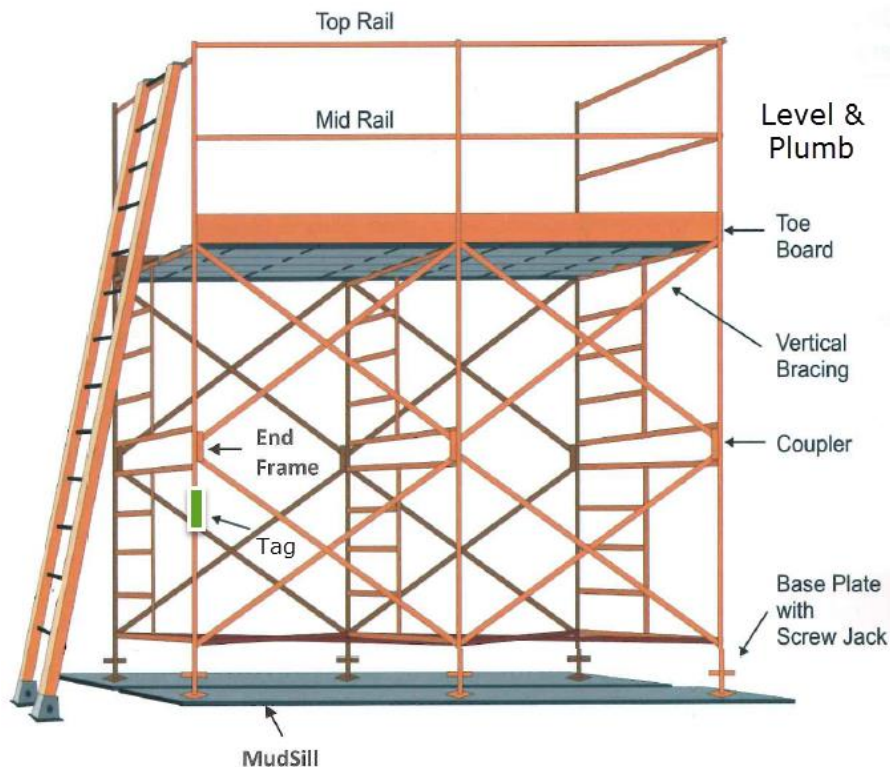 Top Rail
Mid Rail
Level &
Plumb
Toe
Board
Vertical
Bracing
End
Frame
Coupler
Tag
Base Plate
with
Screw Jack
MudSill